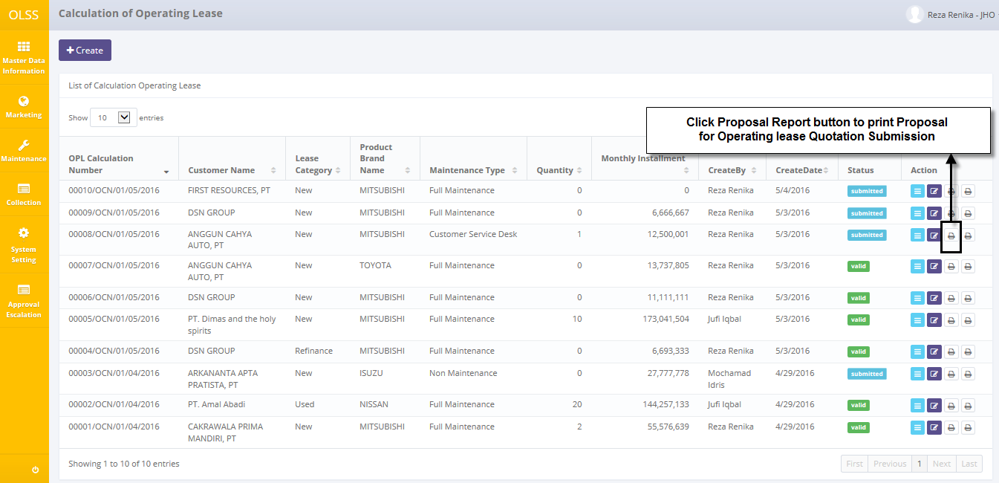 OLSS
Calculation of Operating Lease
Reza Renika - JHO
Master Data
Information
Marketing
Maintenance
Collection
System
Setting
Approval
Escalation
Create
List of Calculation Operating Lease
Show 10 entries
Click Proposal Report button to print Proposal
for Operating lease Quotation Submission
OPL Calculation
Number
Customer Name
Lease
Category
Product
Brand
Name
Maintenance Type
Quantity
Monthly Installment
CreateBy
CreateDate
Status
Action
00010/OCN/01/05/2016 FIRST RESOURCES, PT New MITSUBISHI Full Maintenance 0 0 Reza Renika 5/4/2016 submitted
00009/OCN/01/05/2016 DSN GROUP New MITSUBISHI Full Maintenance 0 6,666,667 Reza Renika 5/3/2016 submitted
00008/OCN/01/05/2016 ANGGUN CAHYA New MITSUBISHI Customer Service Desk 1 12,500,001 Reza Renika 5/3/2016 submitted
AUTO, PT
00007/OCN/01/05/2016 ANGGUN CAHYA New TOYOTA Full Maintenance 0 13,737,805 Reza Renika 5/3/2016 valid
AUTO, PT
00006/OCN/01/05/2016 DSN GROUP New MITSUBISHI Full Maintenance 0 11,111,111 Reza Renika 5/3/2016 valid
00005/OCN/01/05/2016 PT. Dimas and the holy New MITSUBISHI Full Maintenance 10 173,041,504 Jufi Iqbal 5/3/2016 valid
spirits
00004/OCN/01/05/2016 DSN GROUP Refinance MITSUBISHI Full Maintenance 0 6,693,333 Reza Renika 5/3/2016 valid
00003/OCN/01/04/2016 ARKANANTA APTA New ISUZU Non Maintenance 0 27,777,778 Mochamad 4/29/2016 submitted
PRATISTA, PT Idris
00002/OCN/01/04/2016 PT. Amal Abadi Used NISSAN Full Maintenance 20 144,257,133 Jufi Iqbal 4/29/2016 valid
00001/OCN/01/04/2016 CAKRAWALA PRIMA New MITSUBISHI Full Maintenance 2 55,576,639 Reza Renika 4/29/2016 valid
MANDIRI, PT
Showing 1 to 10 of 10 entries
First Previous 1 Next Last